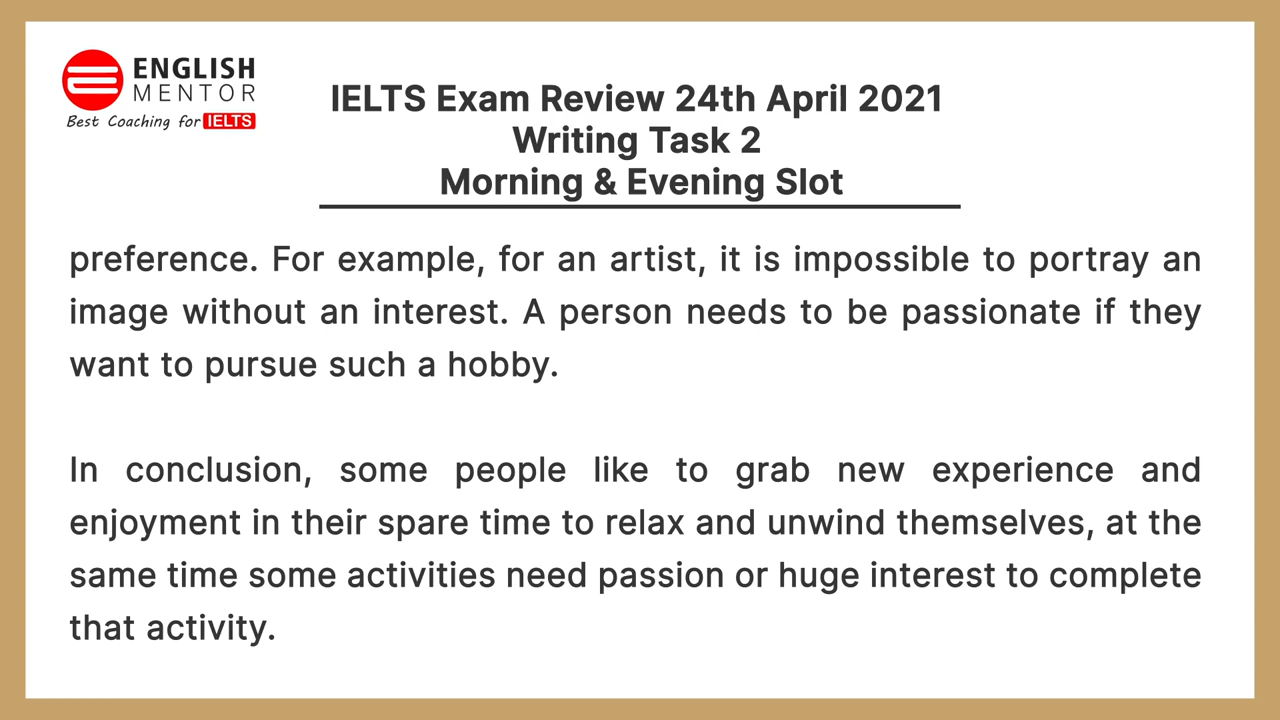 ENGLISH
MENTOR
Best Coaching for IELTS
IELTS Exam Review 24th April 2021
Writing Task 2
Morning & Evening Slot
preference. For example, for an artist, it is impossible to portray an
image without an interest. A person needs to be passionate if they
want to pursue such a hobby.
In conclusion, some people like to grab new experience and
enjoyment in their spare time to relax and unwind themselves, at the
same time some activities need passion or huge interest to complete
that activity.